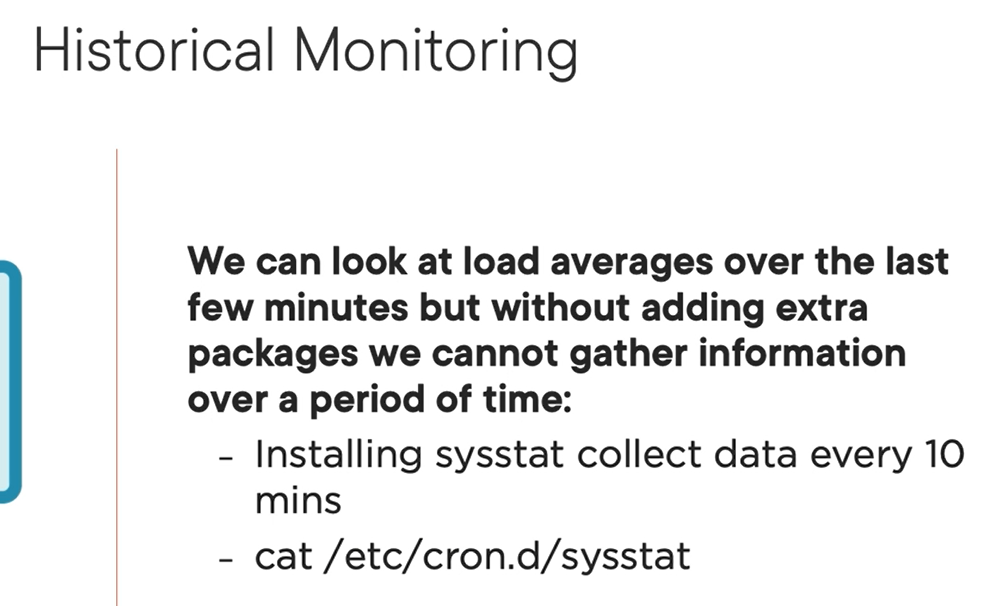 Historical Monitoring
We can look at load averages over the last
few minutes but without adding extra
packages we cannot gather information
over a period of time:
- Installing sysstat collect data every 10
mins
- cat /etc/cron.d/sysstat